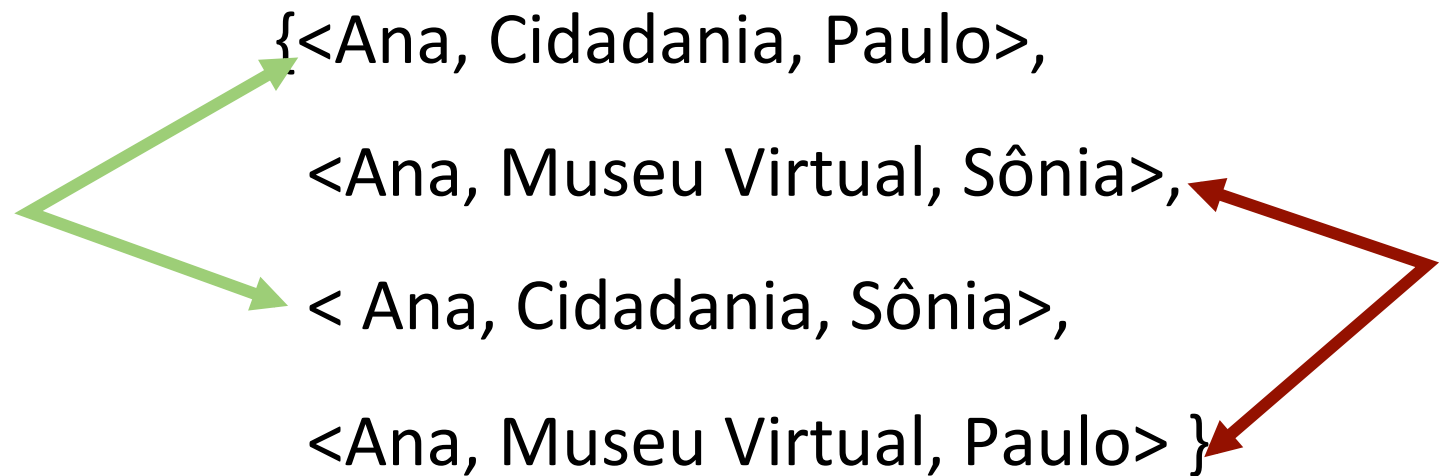 {<Ana, Cidadania, Paulo>,
<Ana, Museu Virtual, Sônia>,
< Ana, Cidadania, Sônia>,
<Ana, Museu Virtual, Paulo> }